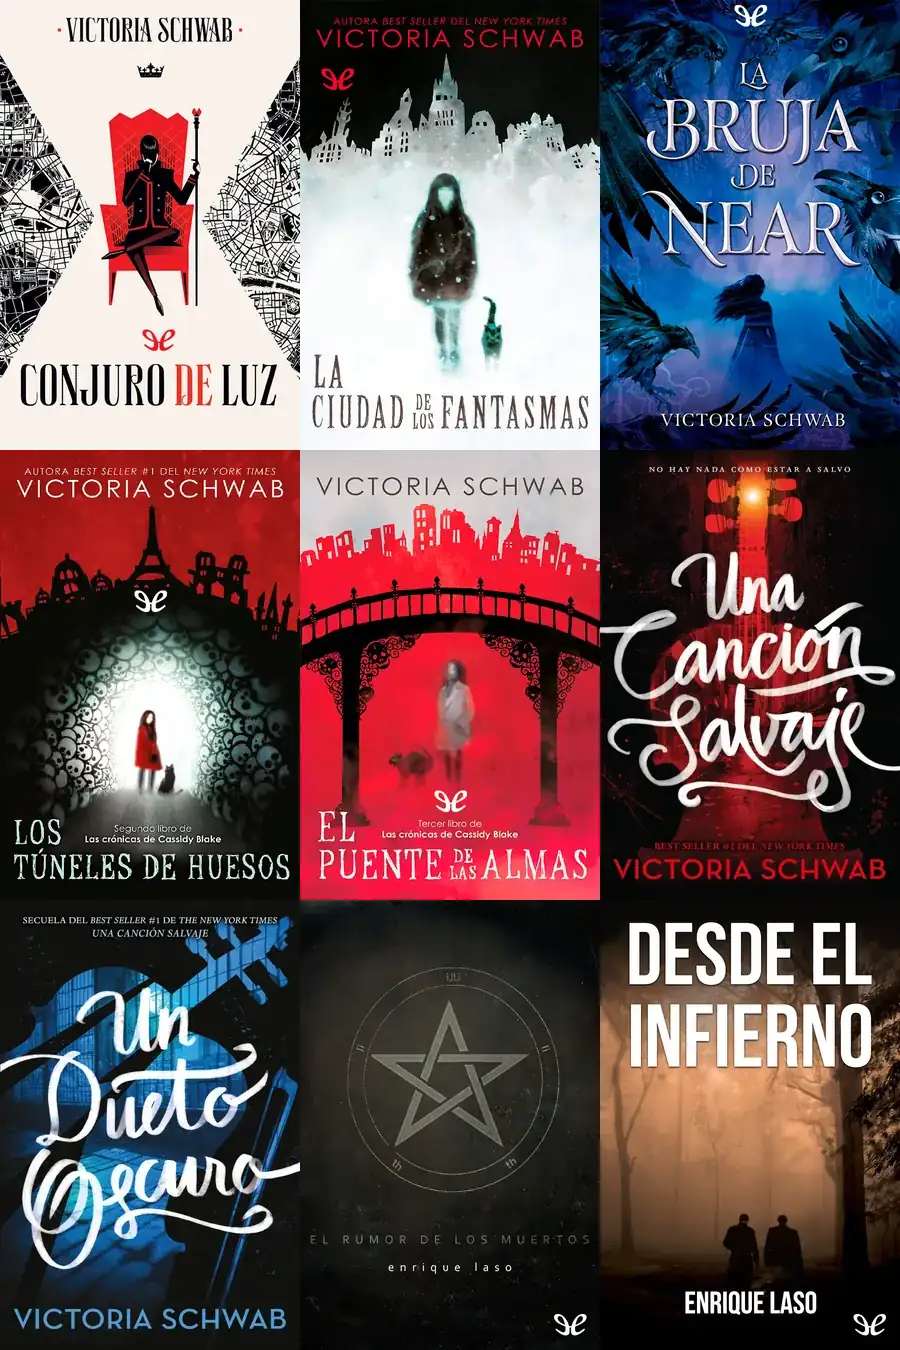 VICTORIA SCHWAB
CONJURO DE LUZ
AUTORA BEST SELLER DEL NEW YORK TIMES
VICTORIA SCHWAB
LA
CIUDAD DE LOS FANTASMAS
LA
BRUJA
DE
NEAR
VICTORIA SCHWAB
AUTORA BEST SELLER #1 DEL NEW YORK TIMES
VICTORIA SCHWAB
Segundo libro de
Las crónicas de Cassidy Blake
LOS
TÚNELES DE HUESOS
VICTORIA SCHWAB
Tercer libro de
Las crónicas de Cassidy Blake
EL
PUENTE DE LAS ALMAS
NO HAY NADA COMO ESTAR A SALVO
Una
Canción
Salvaje
BEST SELLER #1 DEL NEW YORK TIMES
VICTORIA SCHWAB
SECUELA DEL BEST SELLER #1 DE THE NEW YORK TIMES
UNA CANCIÓN SALVAJE
Un
Dueto
Oscuro
VICTORIA SCHWAB
EL RUMOR DE LOS MUERTOS
enrique laso
DESDE EL
INFIERNO
ENRIQUE LASO